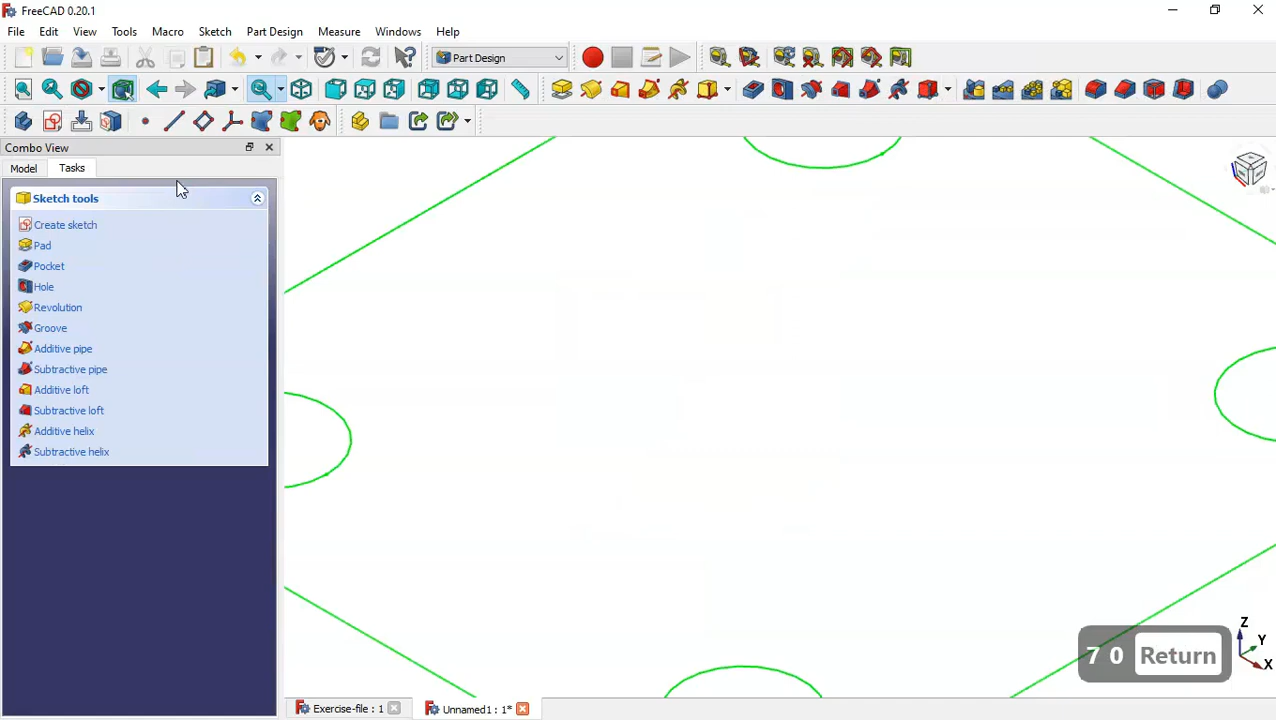 FreeCAD 0.20.1
File Edit View Tools Macro Sketch Part Design Measure Windows Help
Part Design
Combo View
Model Tasks
Sketch tools
Create sketch
Pad
Pocket
Hole
Revolution
Groove
Additive pipe
Subtractive pipe
Additive loft
Subtractive loft
Additive helix
Subtractive helix
7 0 Return
Z
Y
X
Exercise-file : 1 Unnamed1 : 1*